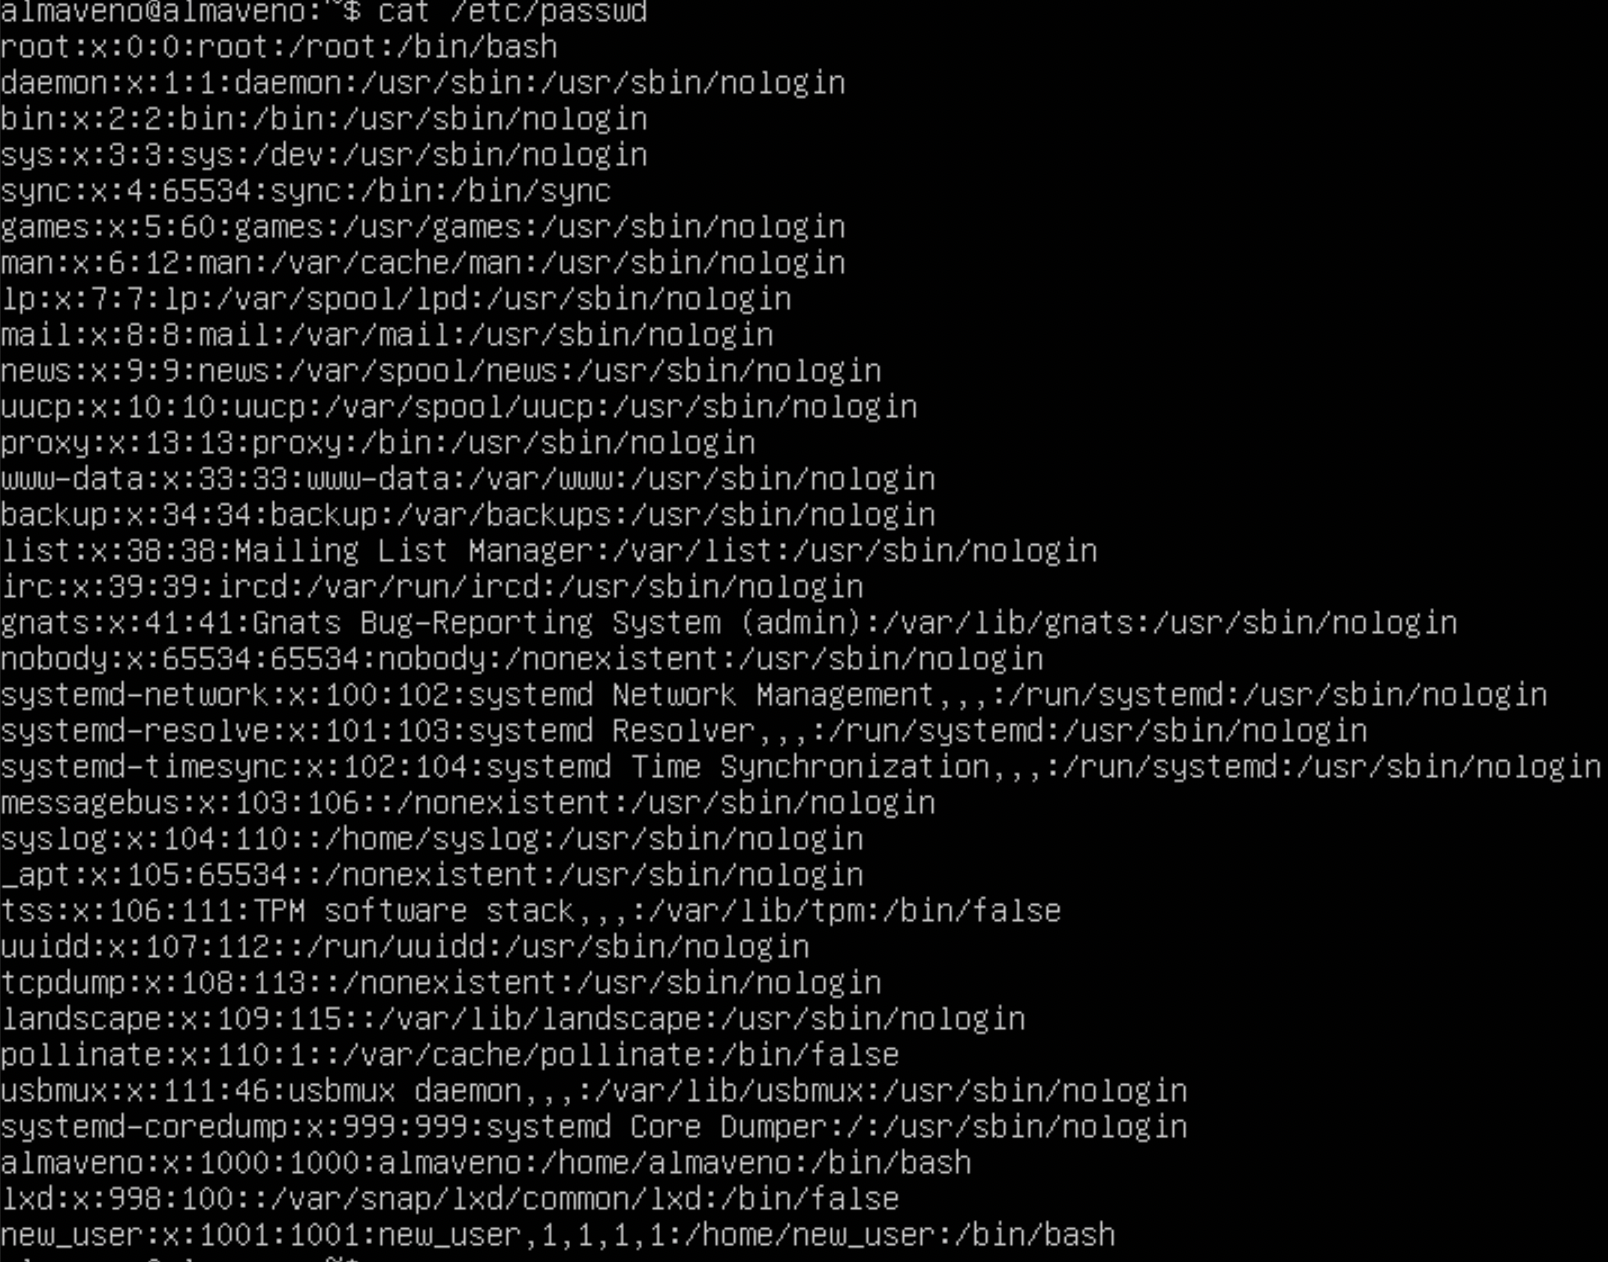 almaveno@almaveno:~$ cat /etc/passwd
root:x:0:0:root:/root:/bin/bash
daemon:x:1:1:daemon:/usr/sbin:/usr/sbin/nologin
bin:x:2:2:bin:/bin:/usr/sbin/nologin
sys:x:3:3:sys:/dev:/usr/sbin/nologin
sync:x:4:65534:sync:/bin:/bin/sync
games:x:5:60:games:/usr/games:/usr/sbin/nologin
man:x:6:12:man:/var/cache/man:/usr/sbin/nologin
lp:x:7:7:lp:/var/spool/lpd:/usr/sbin/nologin
mail:x:8:8:mail:/var/mail:/usr/sbin/nologin
news:x:9:9:news:/var/spool/news:/usr/sbin/nologin
uucp:x:10:10:uucp:/var/spool/uucp:/usr/sbin/nologin
proxy:x:13:13:proxy:/bin:/usr/sbin/nologin
www-data:x:33:33:www-data:/var/www:/usr/sbin/nologin
backup:x:34:34:backup:/var/backups:/usr/sbin/nologin
list:x:38:38:Mailing List Manager:/var/list:/usr/sbin/nologin
irc:x:39:39:ircd:/var/run/ircd:/usr/sbin/nologin
gnats:x:41:41:Gnats Bug-Reporting System (admin):/var/lib/gnats:/usr/sbin/nologin
nobody:x:65534:65534:nobody:/nonexistent:/usr/sbin/nologin
systemd-network:x:100:102:systemd Network Management,,,:/run/systemd:/usr/sbin/nologin
systemd-resolve:x:101:103:systemd Resolver,,,:/run/systemd:/usr/sbin/nologin
systemd-timesync:x:102:104:systemd Time Synchronization,,,:/run/systemd:/usr/sbin/nologin
messagebus:x:103:106::/nonexistent:/usr/sbin/nologin
syslog:x:104:110::/home/syslog:/usr/sbin/nologin
_apt:x:105:65534::/nonexistent:/usr/sbin/nologin
tss:x:106:111:TPM software stack,,,:/var/lib/tpm:/bin/false
uuidd:x:107:112::/run/uuidd:/usr/sbin/nologin
tcpdump:x:108:113::/nonexistent:/usr/sbin/nologin
landscape:x:109:115::/var/lib/landscape:/usr/sbin/nologin
pollinate:x:110:1::/var/cache/pollinate:/bin/false
usbmux:x:111:46:usbmux daemon,,,:/var/lib/usbmux:/usr/sbin/nologin
systemd-coredump:x:999:999:systemd Core Dumper:/:/usr/sbin/nologin
almaveno:x:1000:1000:almaveno:/home/almaveno:/bin/bash
lxd:x:998:100::/var/snap/lxd/common/lxd:/bin/false
new_user:x:1001:1001:new_user,1,1,1,1:/home/new_user:/bin/bash